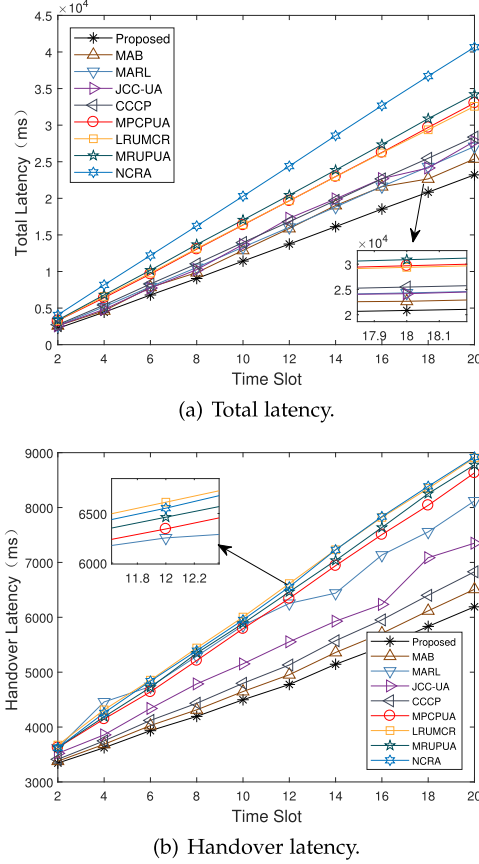 ×10⁴
4.5
4
3.5
3
2.5
2
1.5
1
0.5
0
Total Latency（ms）
Proposed
MAB
MARL
JCC-UA
CCCP
MPCPUA
LRUMCR
MRUPUA
NCRA
×10⁴
3
2.5
2
17.9 18 18.1
2 4 6 8 10 12 14 16 18 20
Time Slot
(a) Total latency.
9000
8000
7000
6000
5000
4000
3000
Handover Latency（ms）
6500
6000
11.8 12 12.2
Proposed
MAB
MARL
JCC-UA
CCCP
MPCPUA
LRUMCR
MRUPUA
NCRA
2 4 6 8 10 12 14 16 18 20
Time Slot
(b) Handover latency.